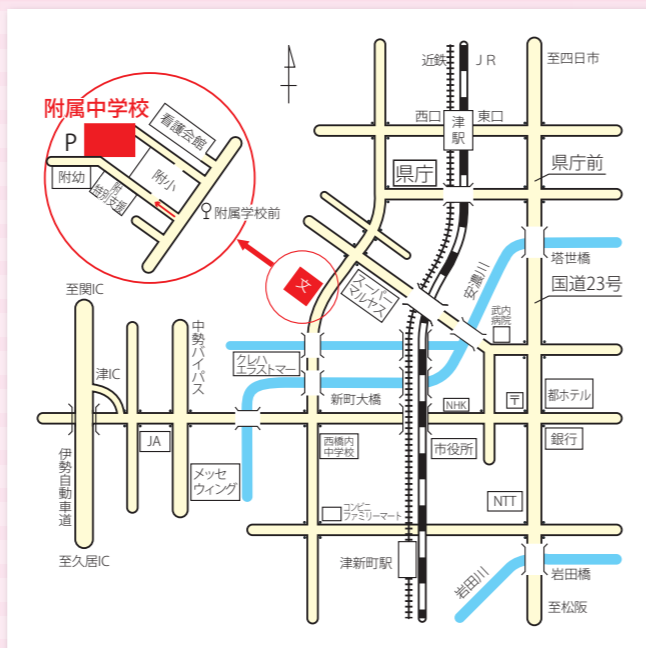 近鉄
JR
至四日市
附属中学校
P
看護会館
附小
附幼
附
特別支援
附属学校前
西口
津
駅
東口
県庁
県庁前
塔世橋
安濃川
国道23号
スーパー
マルヤス
文
武内
病院
至関IC
津IC
中勢バイパス
クレハ
エラストマー
新町大橋
NHK
〒
都ホテル
JA
西橋内
中学校
市役所
銀行
伊勢自動車道
メッセ
ウィング
コンビニ
ファミリーマート
NTT
至久居IC
津新町駅
岩田川
岩田橋
至松阪